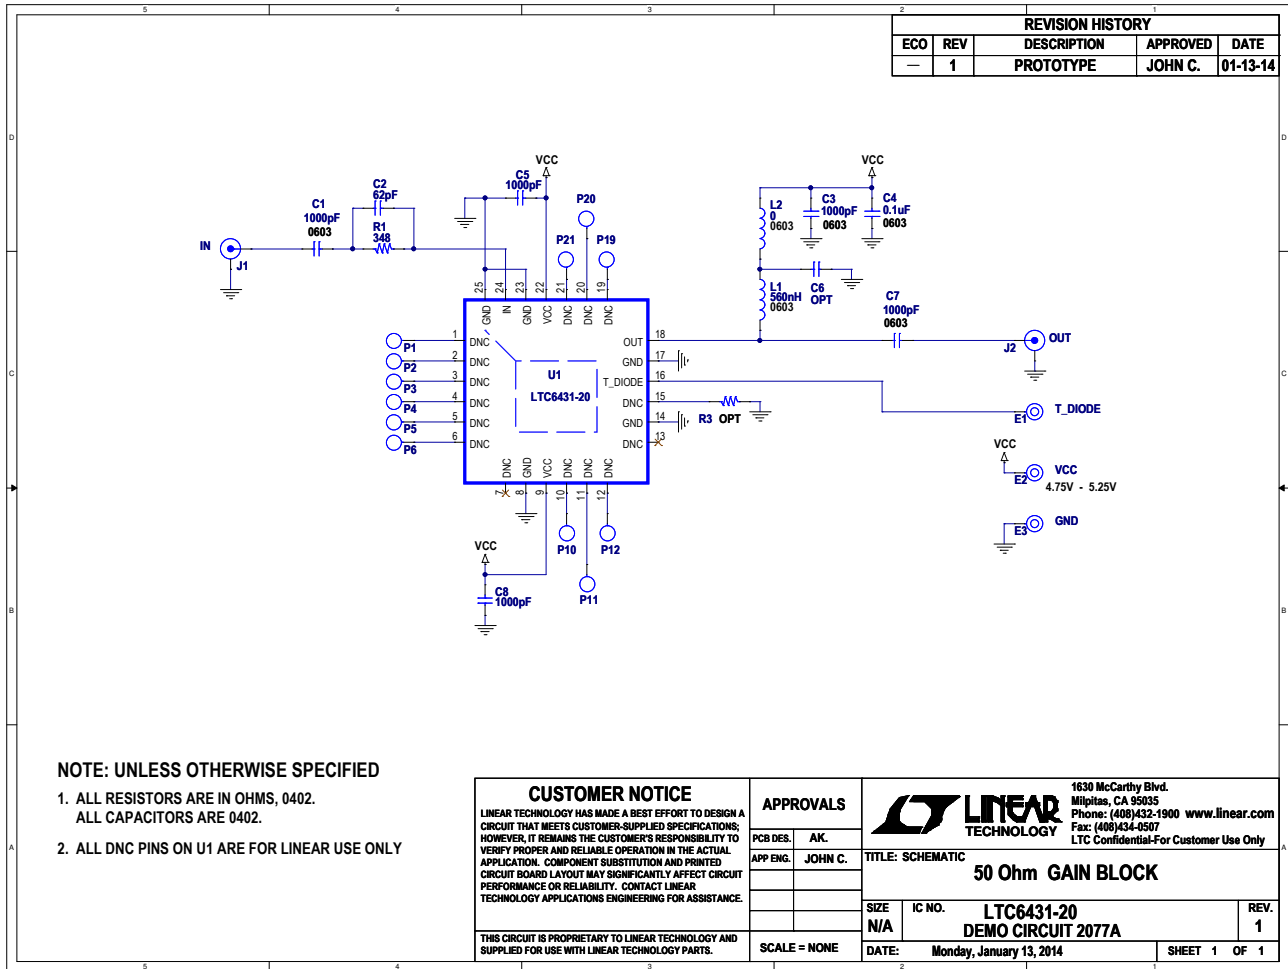 5 4 3 2 1
REVISION HISTORY
ECO REV DESCRIPTION APPROVED DATE
— 1 PROTOTYPE JOHN C. 01-13-14
D D
VCC
VCC
C5
1000pF
C2
62pF
P20
C1
1000pF
0603
R1
348
L2
0
0603
C3
1000pF
0603
C4
0.1uF
0603
IN
J1
P21 P19
C6
OPT
L1
560nH
0603
C7
1000pF
0603
25 24 23 22 21 20 19
GND IN GND VCC DNC DNC DNC
P1 1 DNC
P2 2 DNC
P3 3 DNC
P4 4 DNC
P5 5 DNC
P6 6 DNC
U1
LTC6431-20
OUT 18
GND 17
T_DIODE 16
DNC 15
GND 14
DNC 13
J2 OUT
R3 OPT
E1 T_DIODE
VCC
E2 VCC
4.75V - 5.25V
E3 GND
C C
DNC GND VCC DNC DNC DNC
7 8 9 10 11 12
P10 P12
P11
VCC
C8
1000pF
B B
NOTE: UNLESS OTHERWISE SPECIFIED
1. ALL RESISTORS ARE IN OHMS, 0402.
ALL CAPACITORS ARE 0402.
2. ALL DNC PINS ON U1 ARE FOR LINEAR USE ONLY
A A
CUSTOMER NOTICE
LINEAR TECHNOLOGY HAS MADE A BEST EFFORT TO DESIGN A
CIRCUIT THAT MEETS CUSTOMER-SUPPLIED SPECIFICATIONS;
HOWEVER, IT REMAINS THE CUSTOMER'S RESPONSIBILITY TO
VERIFY PROPER AND RELIABLE OPERATION IN THE ACTUAL
APPLICATION. COMPONENT SUBSTITUTION AND PRINTED
CIRCUIT BOARD LAYOUT MAY SIGNIFICANTLY AFFECT CIRCUIT
PERFORMANCE OR RELIABILITY. CONTACT LINEAR
TECHNOLOGY APPLICATIONS ENGINEERING FOR ASSISTANCE.
THIS CIRCUIT IS PROPRIETARY TO LINEAR TECHNOLOGY AND
SUPPLIED FOR USE WITH LINEAR TECHNOLOGY PARTS.
APPROVALS
PCB DES. AK.
APP ENG. JOHN C.
SCALE = NONE
LINEAR
TECHNOLOGY
1630 McCarthy Blvd.
Milpitas, CA 95035
Phone: (408)432-1900 www.linear.com
Fax: (408)434-0507
LTC Confidential-For Customer Use Only
TITLE: SCHEMATIC
50 Ohm GAIN BLOCK
SIZE IC NO. REV.
N/A LTC6431-20 1
DEMO CIRCUIT 2077A
DATE: Monday, January 13, 2014 SHEET 1 OF 1
5 4 3 2 1